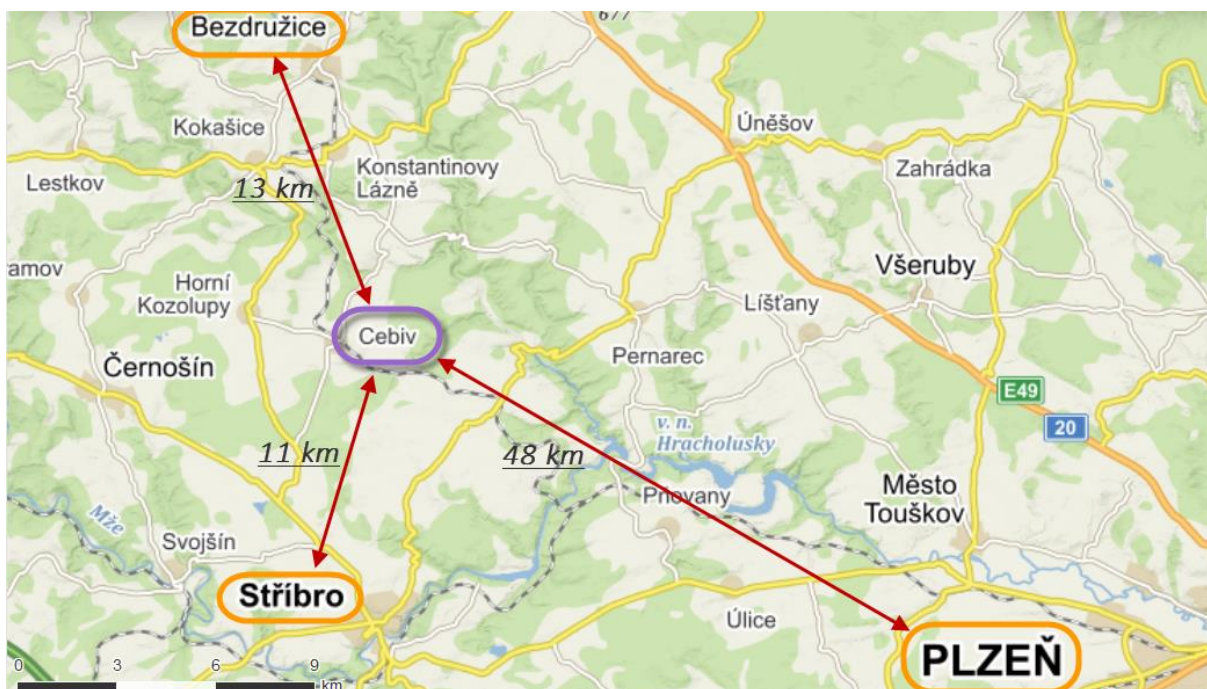 Bezdružice
677
Kokašice
Úněšov
Zahrádka
Lestkov
Konstantinovy
Lázně
13 km
Všeruby
Horní
Kozolupy
Líšťany
Cebiv
Pernarec
Černošín
E49
20
v. n.
Hracholusky
11 km
48 km
Město
Touškov
Mže
Svojšín
Stříbro
Úlice
PLZEŇ
0 3 6 9
km